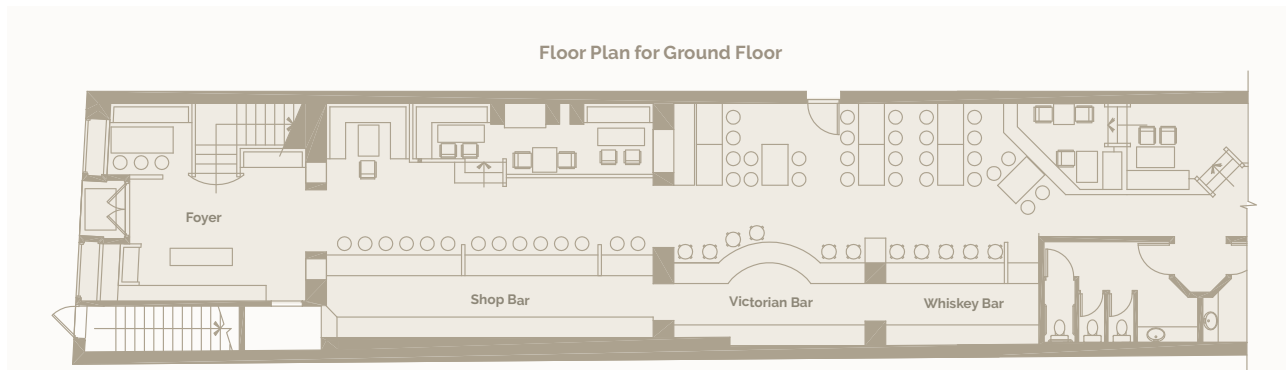 Floor Plan for Ground Floor
Foyer
Shop Bar
Victorian Bar
Whiskey Bar